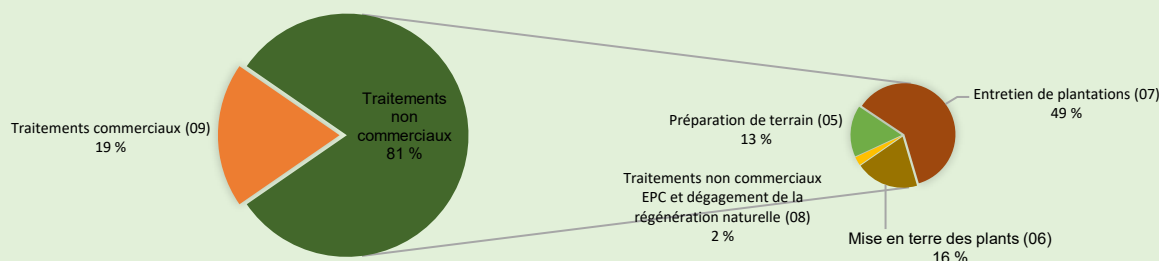 Traitements commerciaux (09)
19 %
Traitements
non
commerciaux
81 %
Préparation de terrain (05)
13 %
Traitements non commerciaux
EPC et dégagement de la
régénération naturelle (08)
2 %
Entretien de plantations (07)
49 %
Mise en terre des plants (06)
16 %